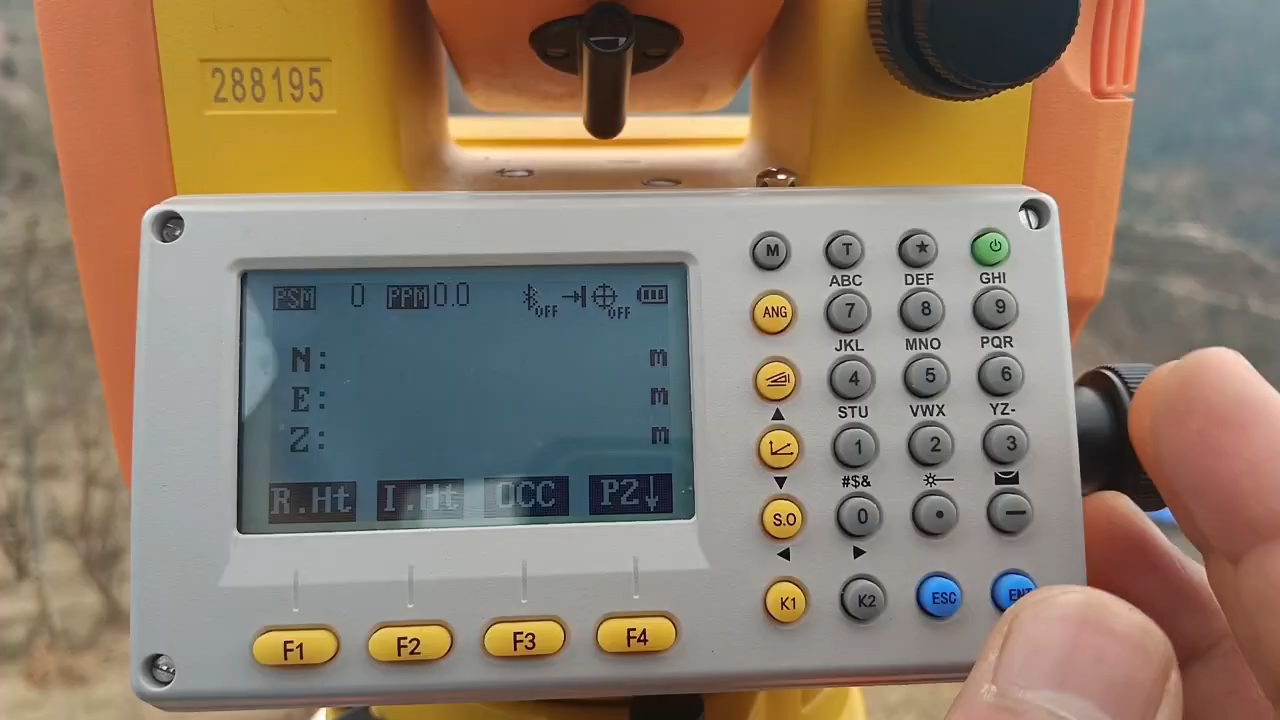 288195
PSM 0 PPM 0.0 OFF OFF
N: m
E: m
Z: m
R.Ht I.Ht OCC P2↓
F1 F2 F3 F4
M T ★
ABC DEF GHI
ANG 7 8 9
JKL MNO PQR
4 5 6
STU VWX YZ-
1 2 3
#$&
S.O 0 • −
K1 K2 ESC ENT